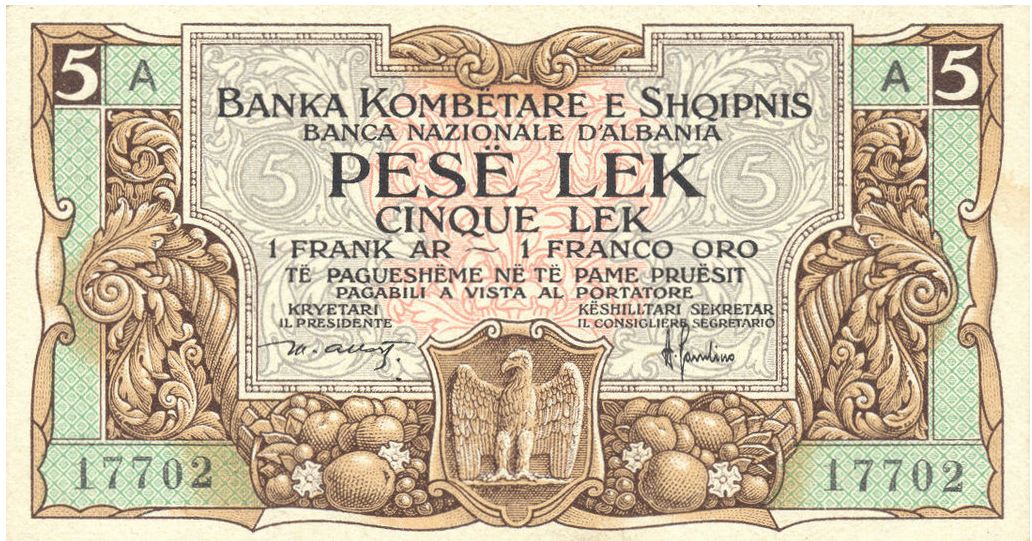 5 A A 5
BANKA KOMBËTARE E SHQIPNIS
BANCA NAZIONALE D'ALBANIA
5 PESË LEK 5
CINQUE LEK
1 FRANK AR ~ 1 FRANCO ORO
TË PAGUESHËME NË TË PAME PRUËSIT
PAGABILI A VISTA AL PORTATORE
KRYETARI KËSHILLTARI SEKRETAR
IL PRESIDENTE IL CONSIGLIERE SEGRETARIO
17702 17702